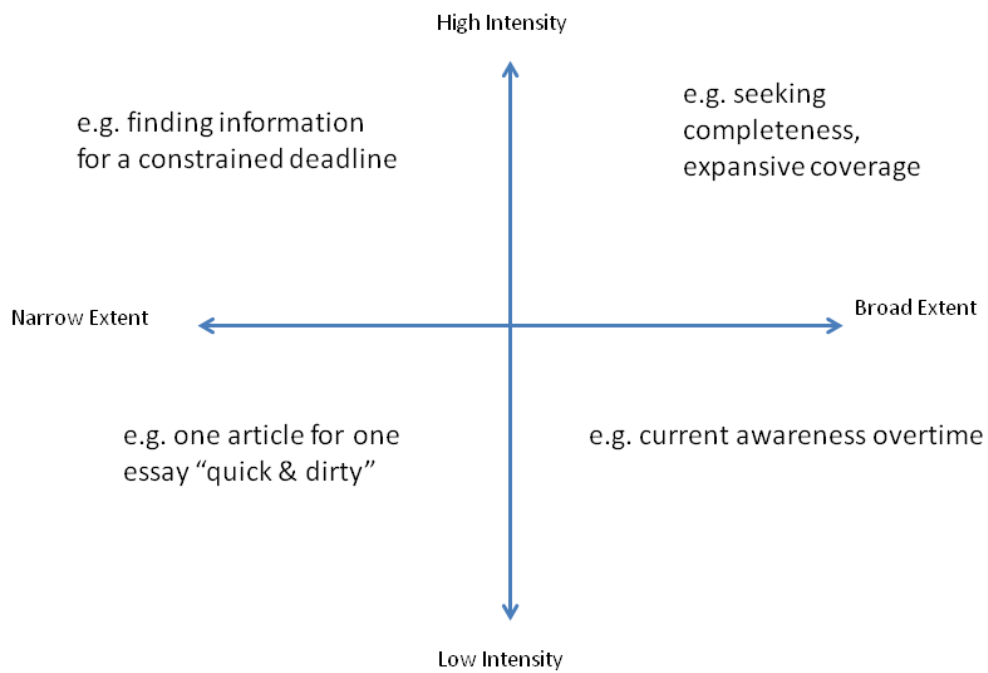 High Intensity
e.g. finding information
for a constrained deadline
e.g. seeking
completeness,
expansive coverage
Narrow Extent
Broad Extent
e.g. one article for one
essay “quick & dirty”
e.g. current awareness overtime
Low Intensity